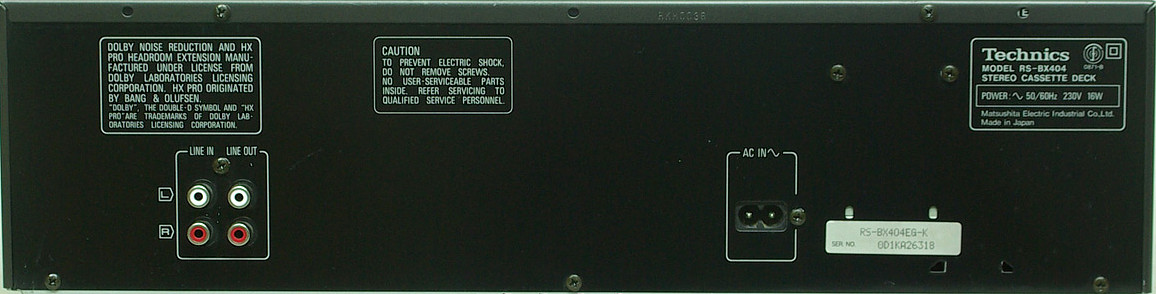 DOLBY NOISE REDUCTION AND HX
PRO HEADROOM EXTENSION MANU-
FACTURED UNDER LICENSE FROM
DOLBY LABORATORIES LICENSING
CORPORATION. HX PRO ORIGINATED
BY BANG & OLUFSEN.
"DOLBY", THE DOUBLE-D SYMBOL AND "HX
PRO"ARE TRADEMARKS OF DOLBY LAB-
ORATORIES LICENSING CORPORATION.
CAUTION
TO PREVENT ELECTRIC SHOCK,
DO NOT REMOVE SCREWS.
NO USER-SERVICEABLE PARTS
INSIDE. REFER SERVICING TO
QUALIFIED SERVICE PERSONNEL.
Technics
MODEL RS-BX404
STEREO CASSETTE DECK
POWER: ∿ 50/60Hz 230V 16W
Matsushita Electric Industrial Co.,Ltd.
Made in Japan
LINE IN LINE OUT
L
R
AC IN∿
RS-BX404EG-K
SER NO. 0D1KA26318
E